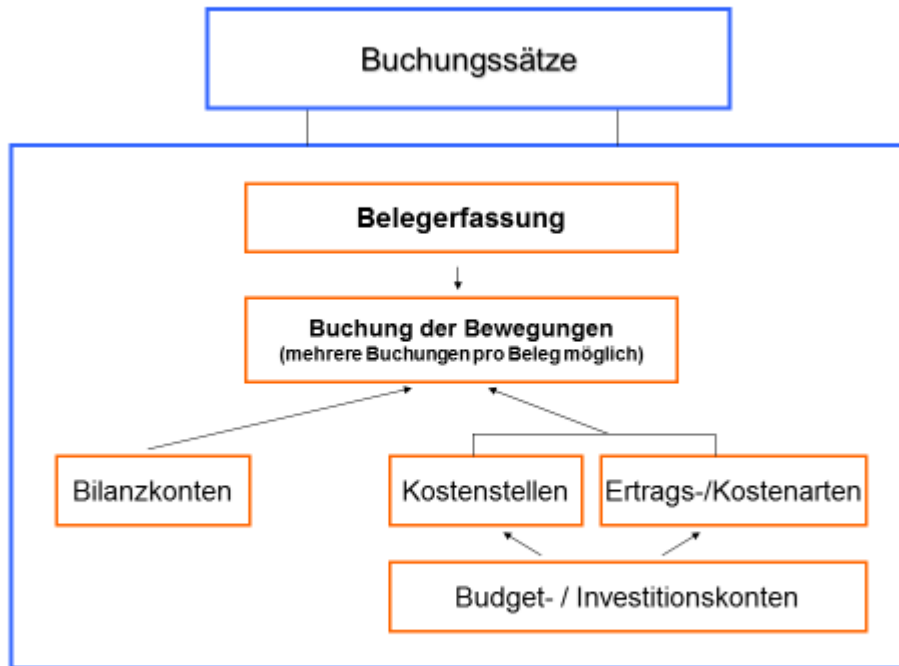 Buchungssätze
Belegerfassung
Buchung der Bewegungen
(mehrere Buchungen pro Beleg möglich)
Bilanzkonten
Kostenstellen
Ertrags-/Kostenarten
Budget- / Investitionskonten